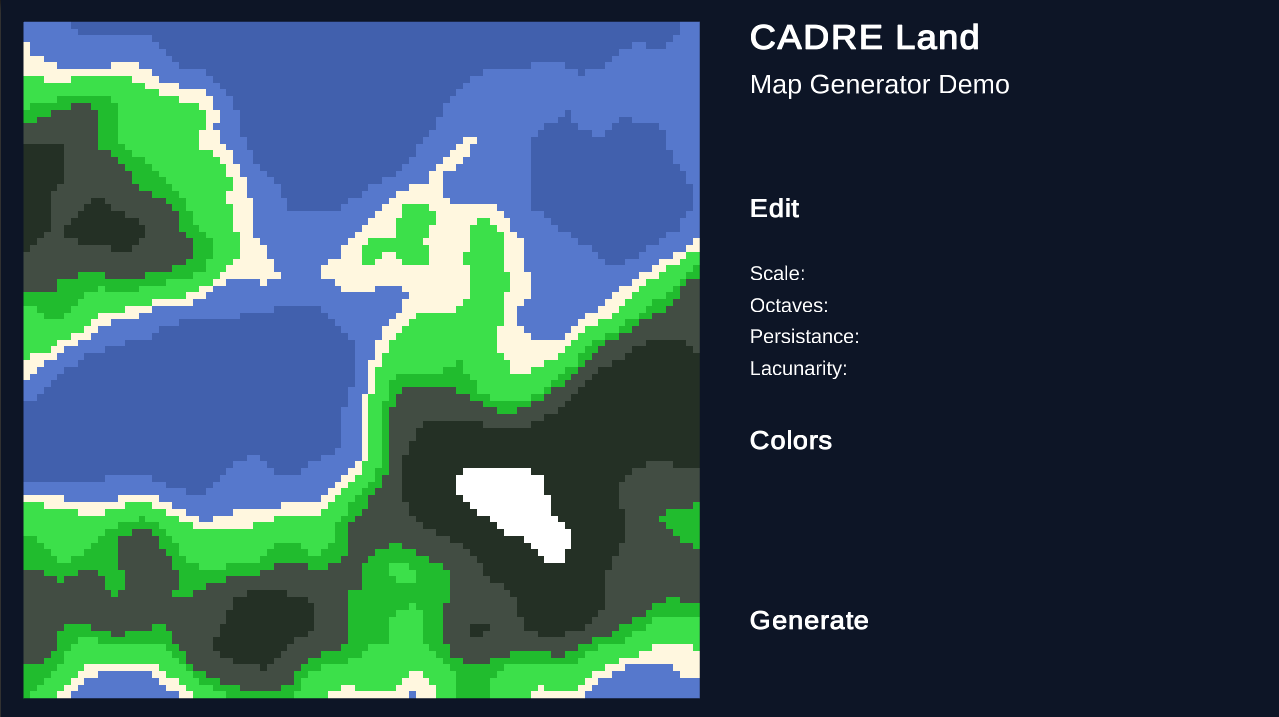 CADRE Land
Map Generator Demo
Edit
Scale:
Octaves:
Persistance:
Lacunarity:
Colors
Generate